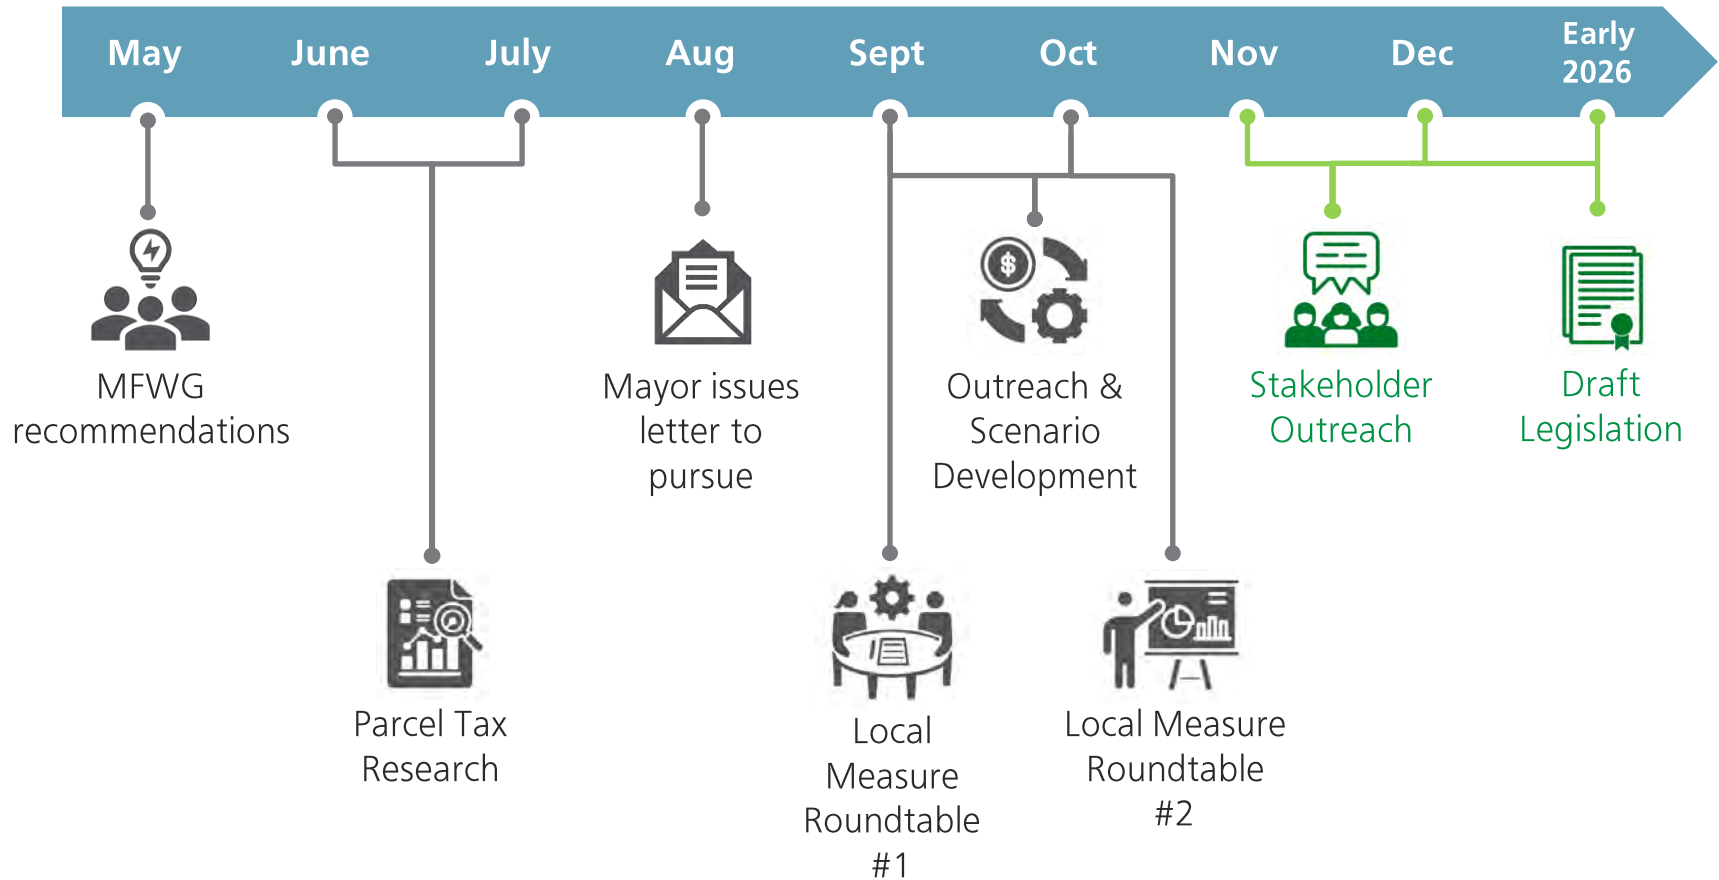 May
June
July
Aug
Sept
Oct
Nov
Dec
Early
2026
MFWG
recommendations
Parcel Tax
Research
Mayor issues
letter to
pursue
Local
Measure
Roundtable
#1
Outreach &
Scenario
Development
Local Measure
Roundtable
#2
Stakeholder
Outreach
Draft
Legislation
$